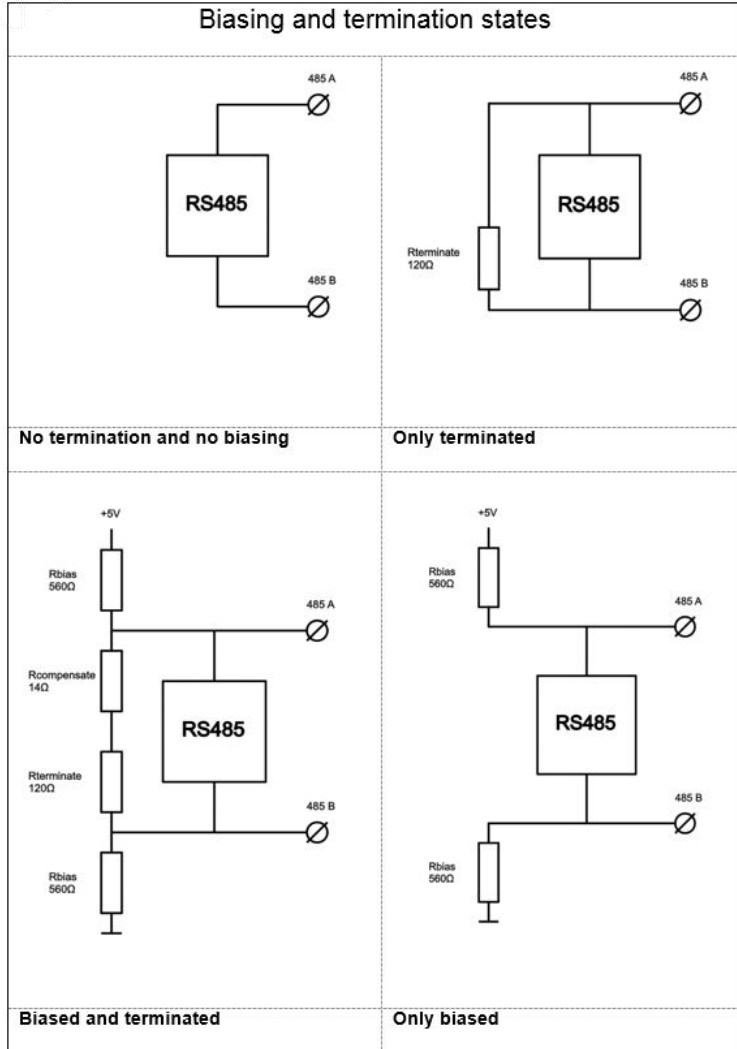 Biasing and termination states
485 A
RS485
485 B
485 A
RS485
Rterminate
120Ω
485 B
No termination and no biasing
Only terminated
+5V
Rbias
560Ω
485 A
Rcompensate
14Ω
RS485
Rterminate
120Ω
485 B
Rbias
560Ω
+5V
Rbias
560Ω
485 A
RS485
485 B
Rbias
560Ω
Biased and terminated
Only biased